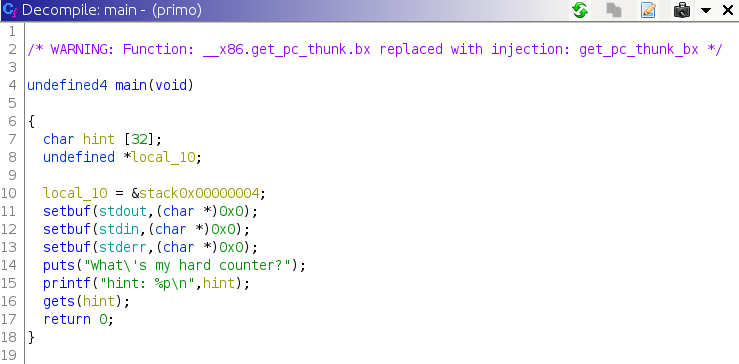 Decompile: main - (primo)
1
2 /* WARNING: Function: __x86.get_pc_thunk.bx replaced with injection: get_pc_thunk_bx */
3
4 undefined4 main(void)
5
6 {
7   char hint [32];
8   undefined *local_10;
9
10   local_10 = &stack0x00000004;
11   setbuf(stdout,(char *)0x0);
12   setbuf(stdin,(char *)0x0);
13   setbuf(stderr,(char *)0x0);
14   puts("What\'s my hard counter?");
15   printf("hint: %p\n",hint);
16   gets(hint);
17   return 0;
18 }
19